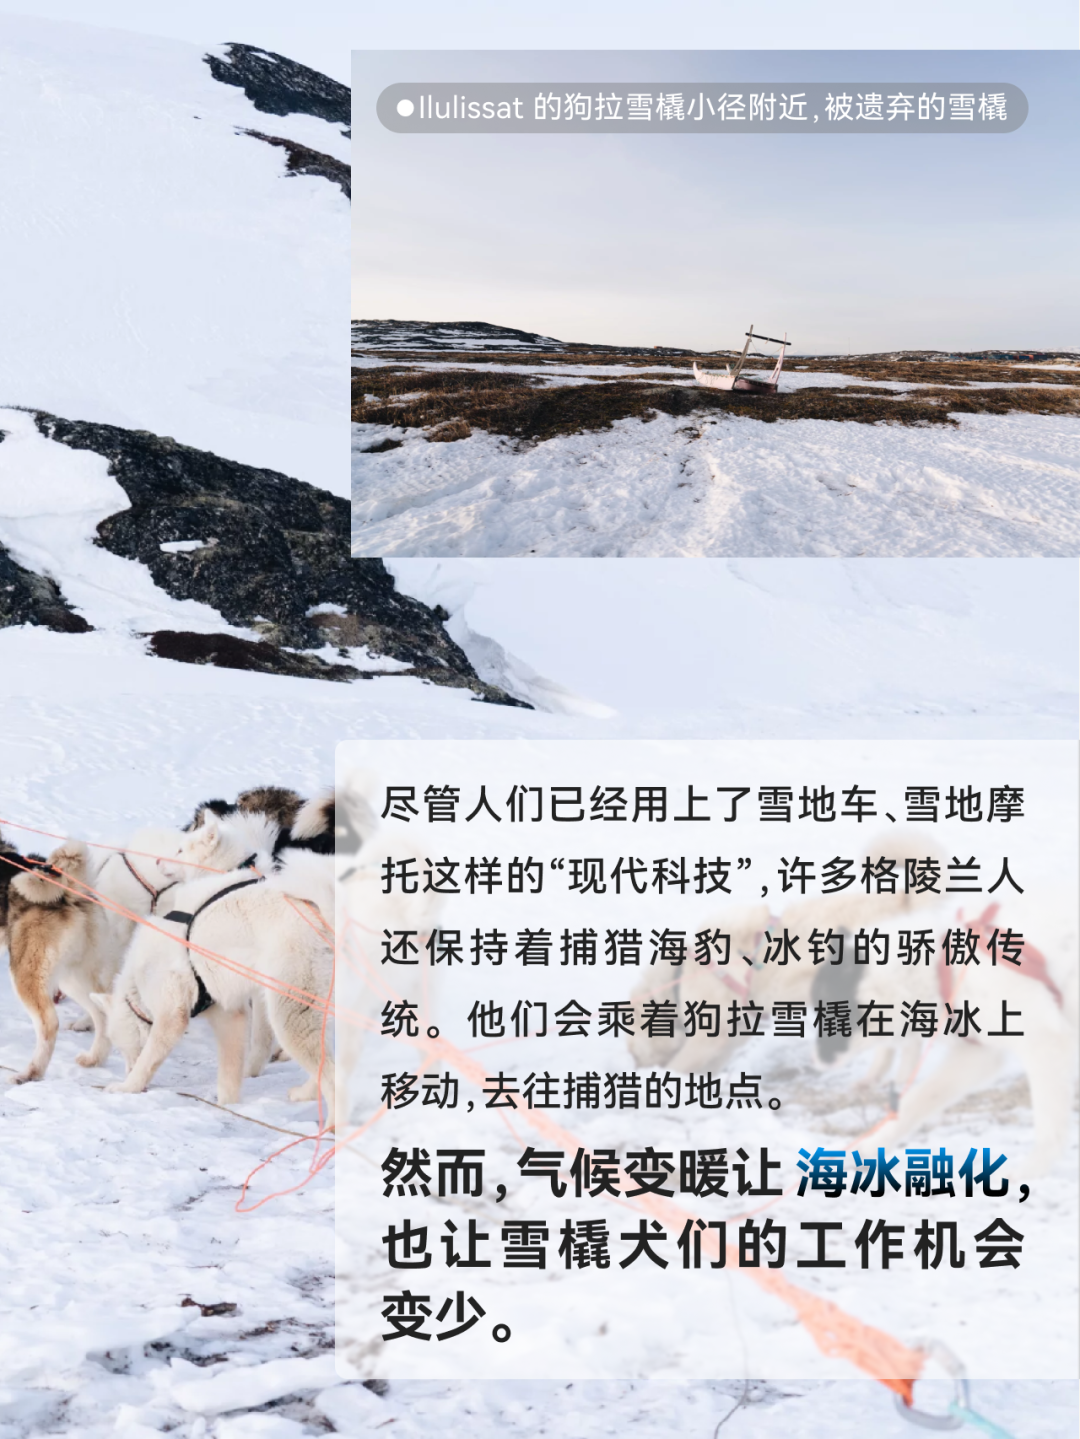 ●Ilulissat 的狗拉雪橇小径附近,被遗弃的雪橇
尽管人们已经用上了雪地车、雪地摩
托这样的“现代科技”,许多格陵兰人
还保持着捕猎海豹、冰钓的骄傲传
统。他们会乘着狗拉雪橇在海冰上
移动,去往捕猎的地点。
然而,气候变暖让海冰融化,
也让雪橇犬们的工作机会
变少。